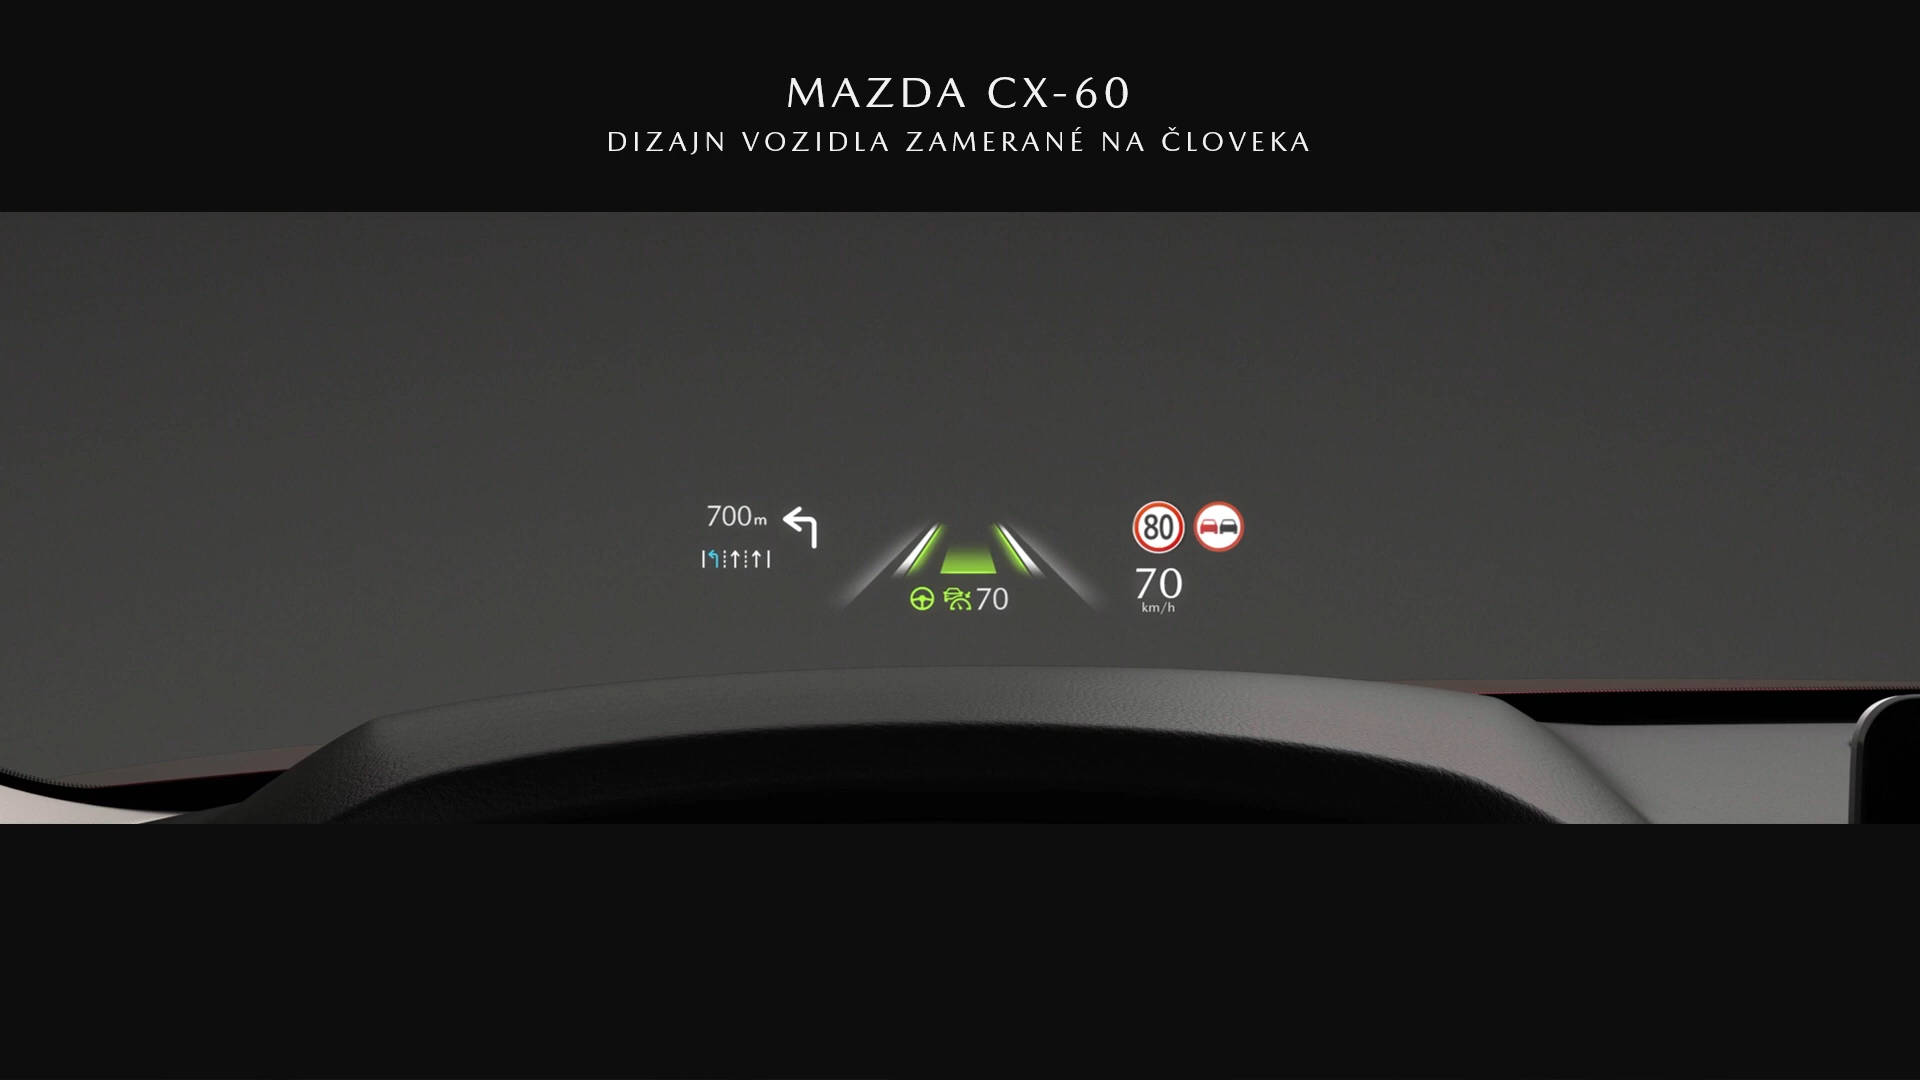 MAZDA CX-60
DIZAJN VOZIDLA ZAMERANÉ NA ČLOVEKA
700m
80
70
70
km/h